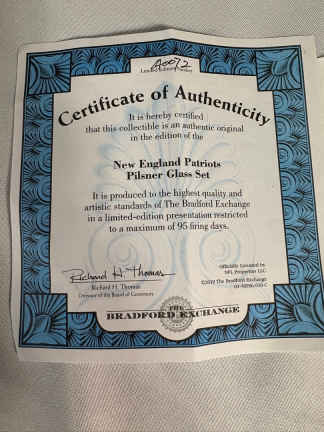 A0072
Limited Edition Number
Certificate of Authenticity
It is hereby certified
that this collectible is an authentic original
in the edition of the
New England Patriots
Pilsner Glass Set
It is produced to the highest quality and
artistic standards of The Bradford Exchange
in a limited-edition presentation restricted
to a maximum of 95 firing days.
Richard H. Thomas
Richard H. Thomas
Director of the Board of Governors
Officially Licensed by
NFL Properties LLC
The Bradford Exchange
THE
BRADFORD EXCHANGE